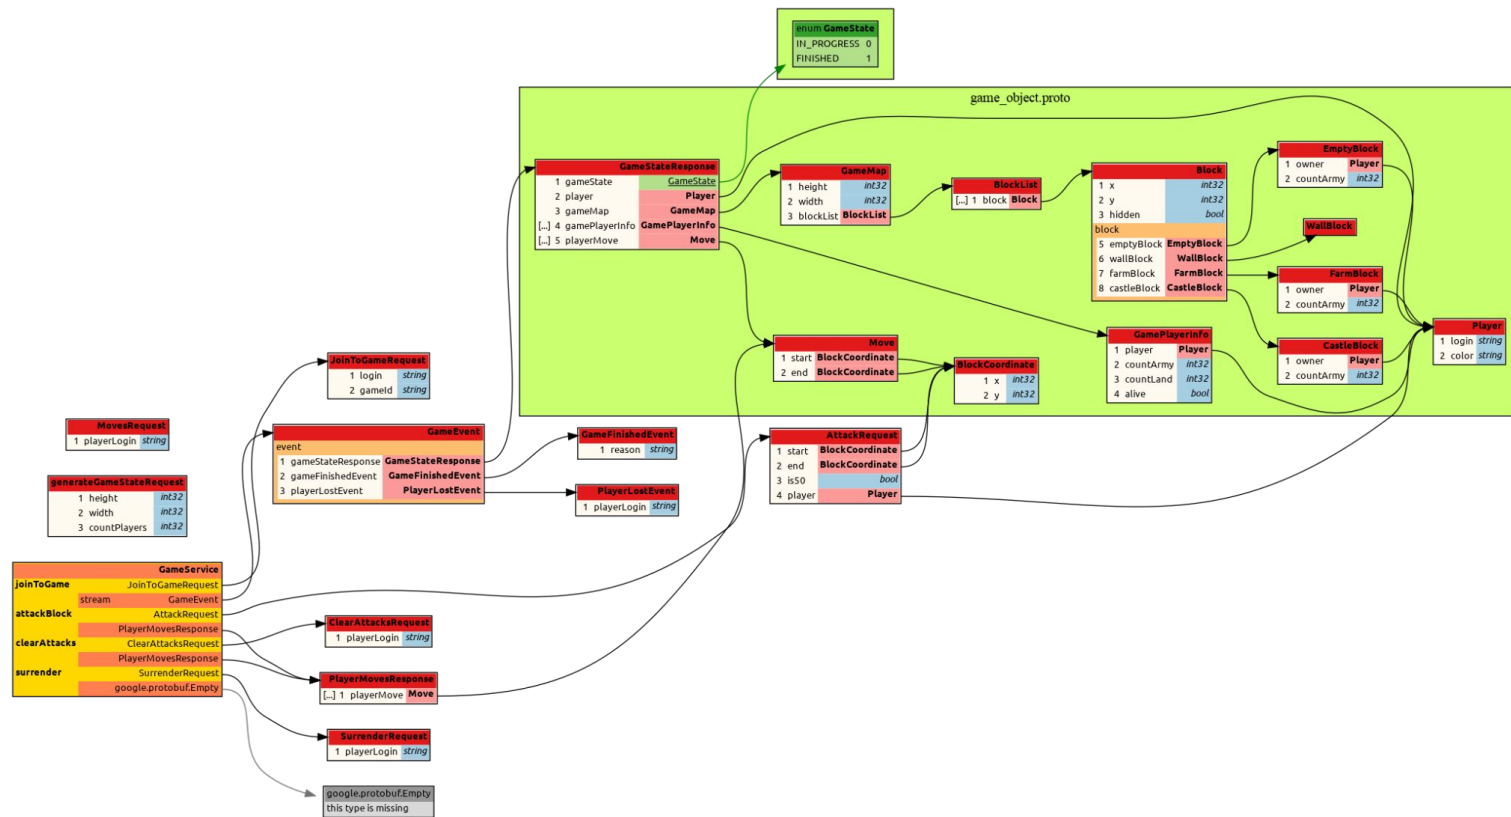 enum GameState
IN_PROGRESS 0
FINISHED 1
game_object.proto
GameStateResponse
1 gameState GameState
2 player Player
3 gameMap GameMap
[...] 4 gamePlayerInfo GamePlayerInfo
[...] 5 playerMove Move
GameMap
1 height int32
2 width int32
3 blockList BlockList
BlockList
[...] 1 block Block
Block
1 x int32
2 y int32
3 hidden bool
block
5 emptyBlock EmptyBlock
6 wallBlock WallBlock
7 farmBlock FarmBlock
8 castleBlock CastleBlock
EmptyBlock
1 owner Player
2 countArmy int32
WallBlock
FarmBlock
1 owner Player
2 countArmy int32
CastleBlock
1 owner Player
2 countArmy int32
Player
1 login string
2 color string
GamePlayerInfo
1 player Player
2 countArmy int32
3 countLand int32
4 alive bool
Move
1 start BlockCoordinate
2 end BlockCoordinate
BlockCoordinate
1 x int32
2 y int32
JoinToGameRequest
1 login string
2 gameId string
MovesRequest
1 playerLogin string
GameEvent
event
1 gameStateResponse GameStateResponse
2 gameFinishedEvent GameFinishedEvent
3 playerLostEvent PlayerLostEvent
GameFinishedEvent
1 reason string
PlayerLostEvent
1 playerLogin string
AttackRequest
1 start BlockCoordinate
2 end BlockCoordinate
3 is50 bool
4 player Player
generateGameStateRequest
1 height int32
2 width int32
3 countPlayers int32
GameService
joinToGame JoinToGameRequest
stream GameEvent
attackBlock AttackRequest
PlayerMovesResponse
clearAttacks ClearAttacksRequest
PlayerMovesResponse
surrender SurrenderRequest
google.protobuf.Empty
ClearAttacksRequest
1 playerLogin string
PlayerMovesResponse
[...] 1 playerMove Move
SurrenderRequest
1 playerLogin string
google.protobuf.Empty
this type is missing